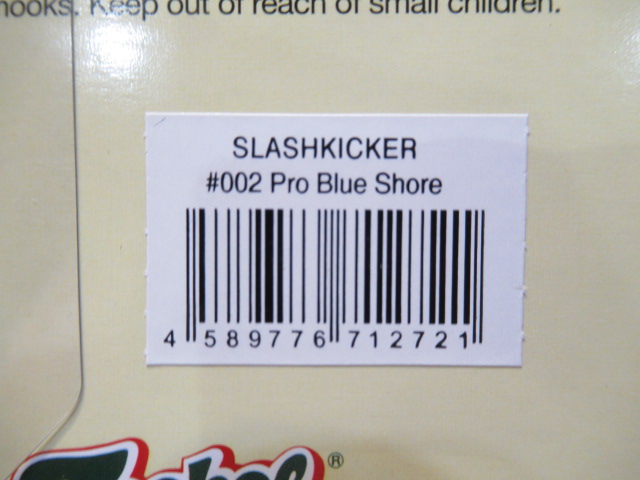 hooks. Keep out of reach of small children.
SLASHKICKER
#002 Pro Blue Shore
4 589776 712721
®